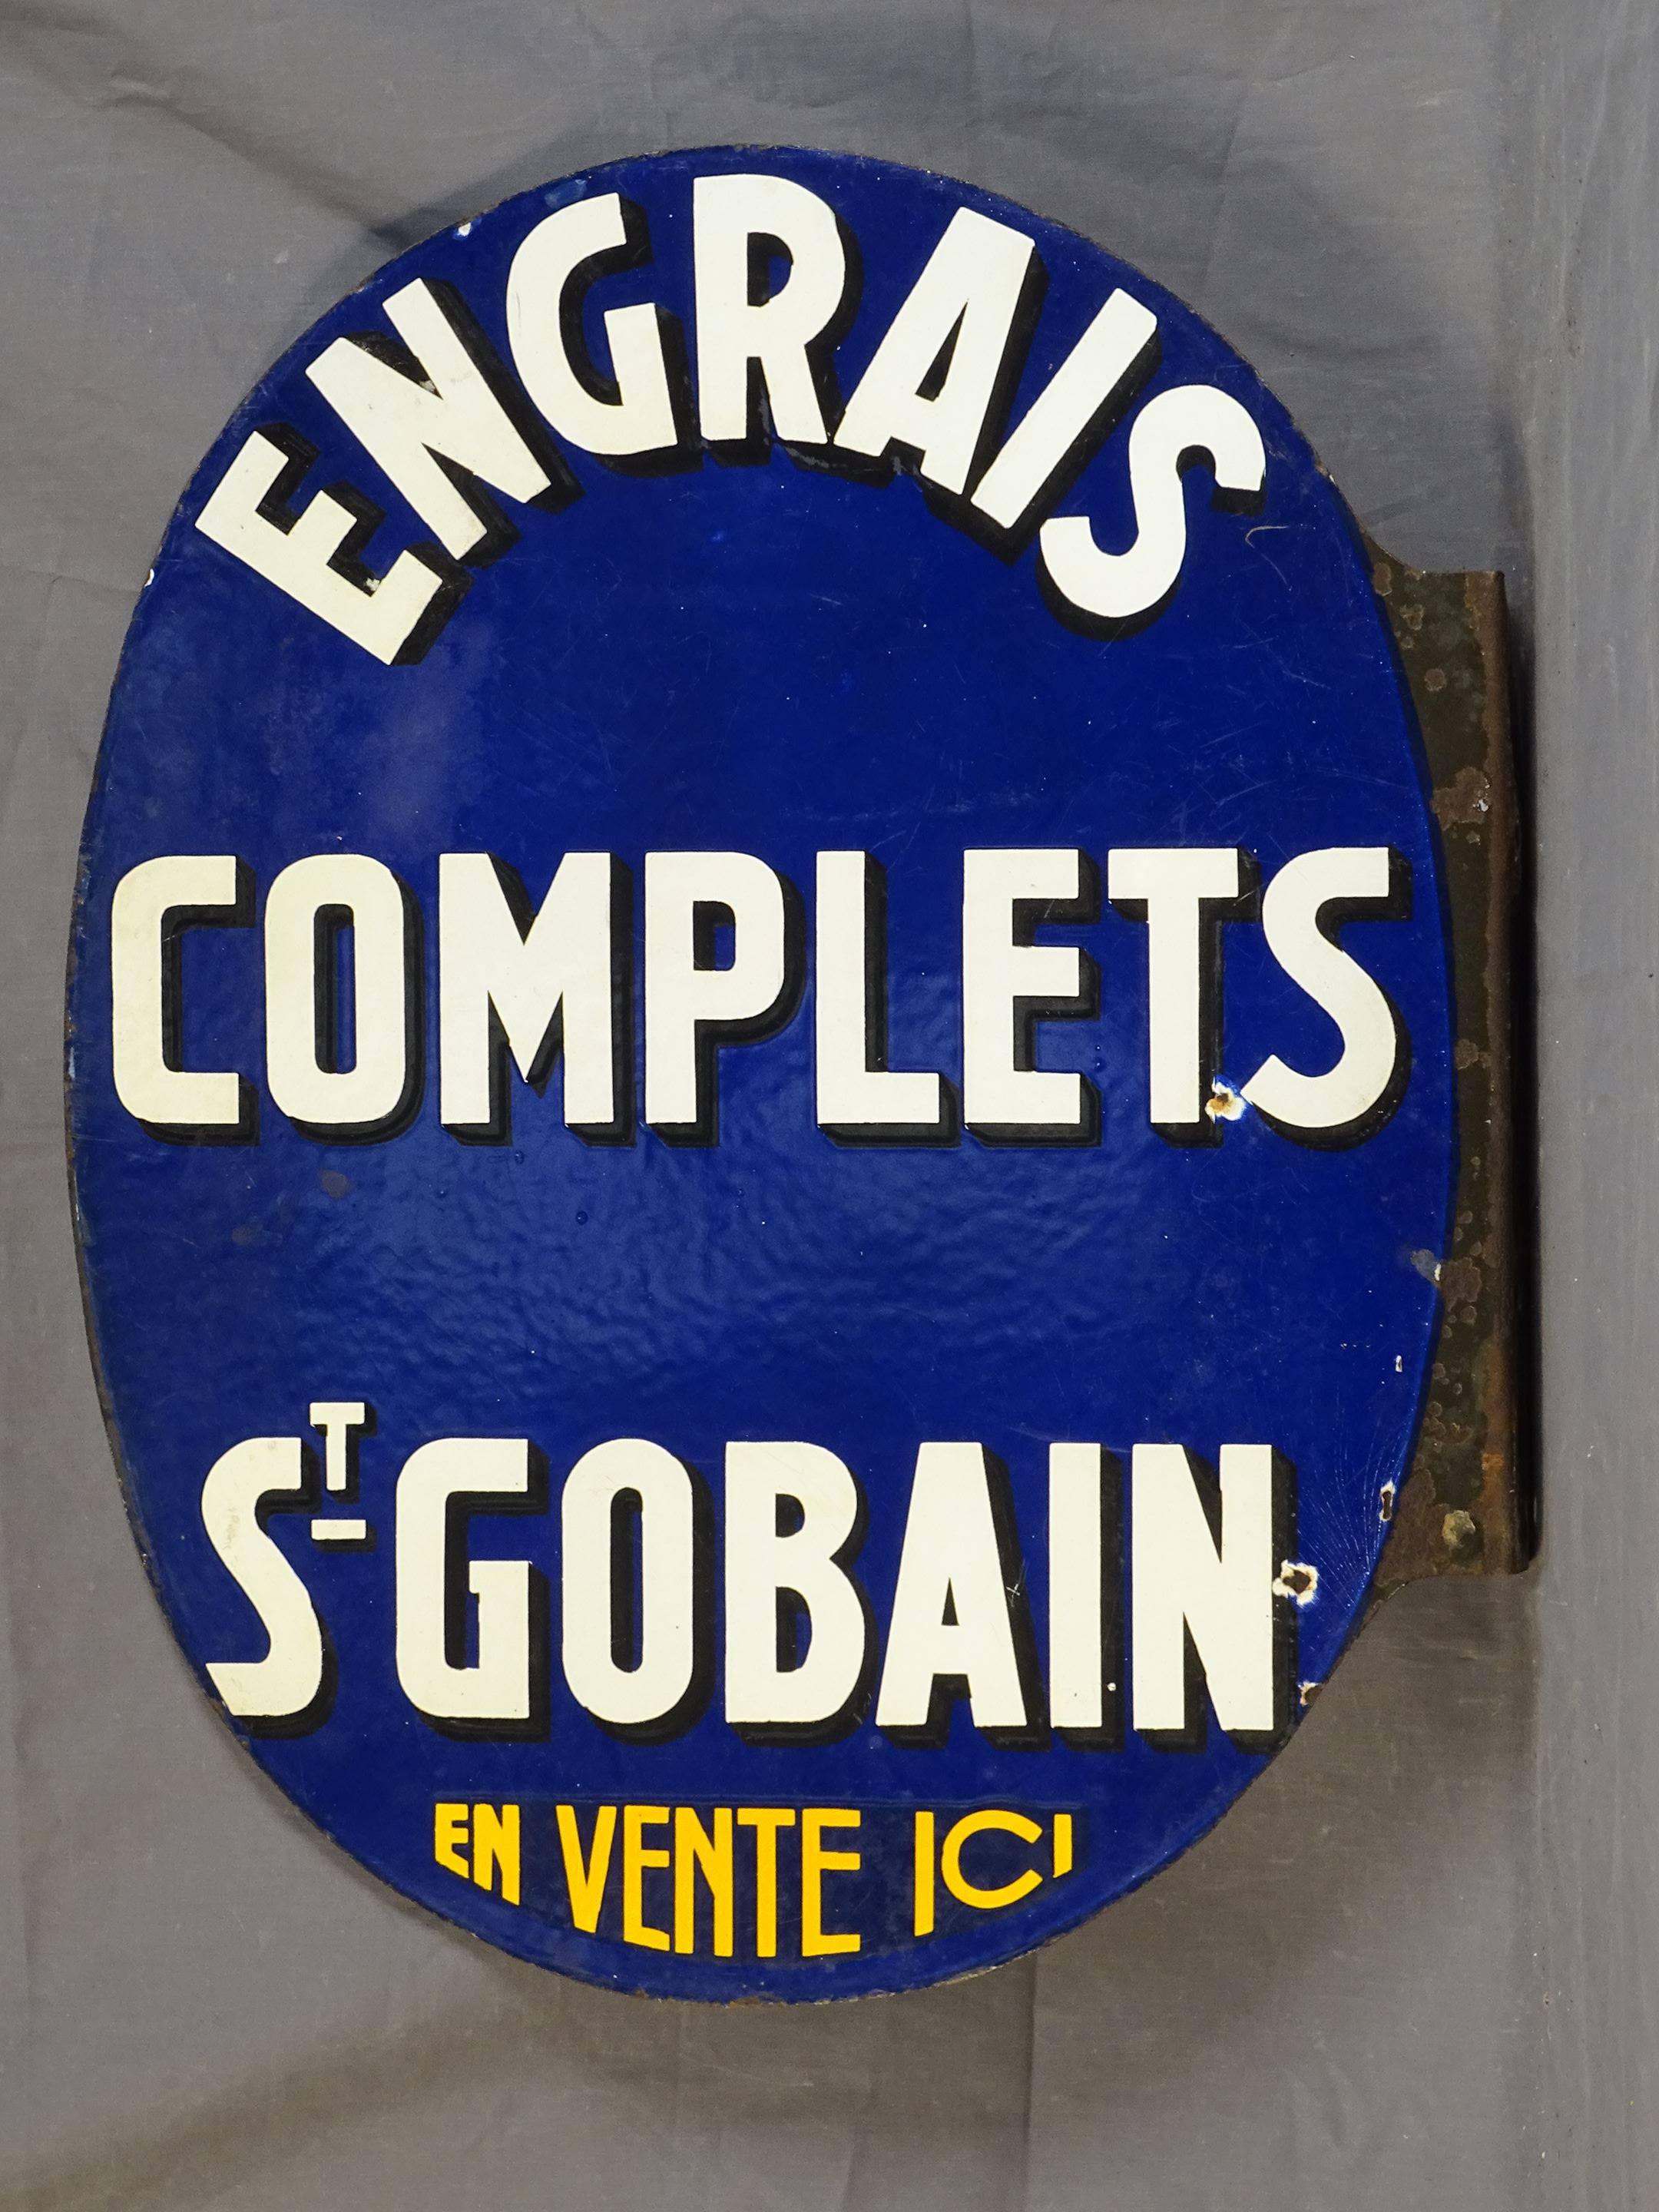 ENGRAIS
COMPLETS
ST GOBAIN
EN VENTE ICI